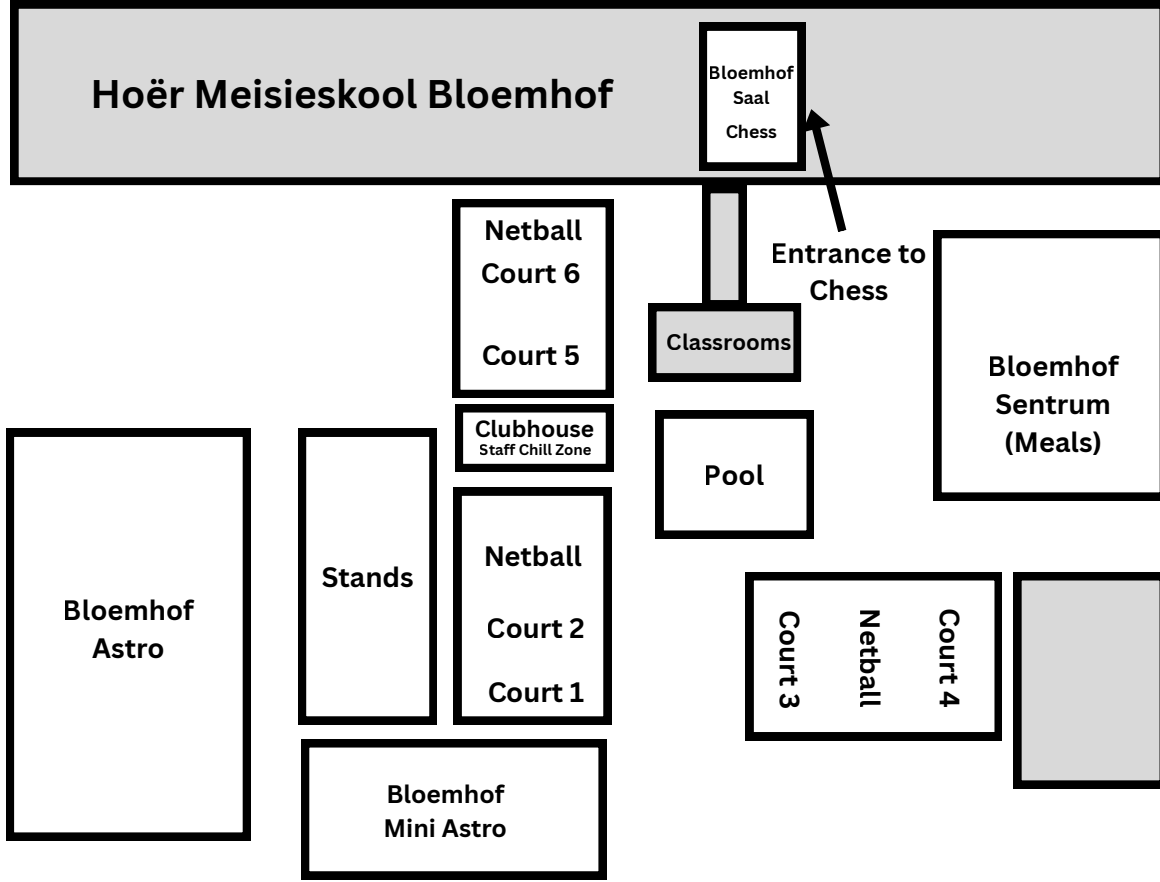 Hoër Meisieskool Bloemhof
Bloemhof
Saal
Chess
Entrance to
Chess
Netball
Court 6
Court 5
Classrooms
Clubhouse
Staff Chill Zone
Pool
Bloemhof
Sentrum
(Meals)
Bloemhof
Astro
Stands
Netball
Court 2
Court 1
Court 3
Netball
Court 4
Bloemhof
Mini Astro